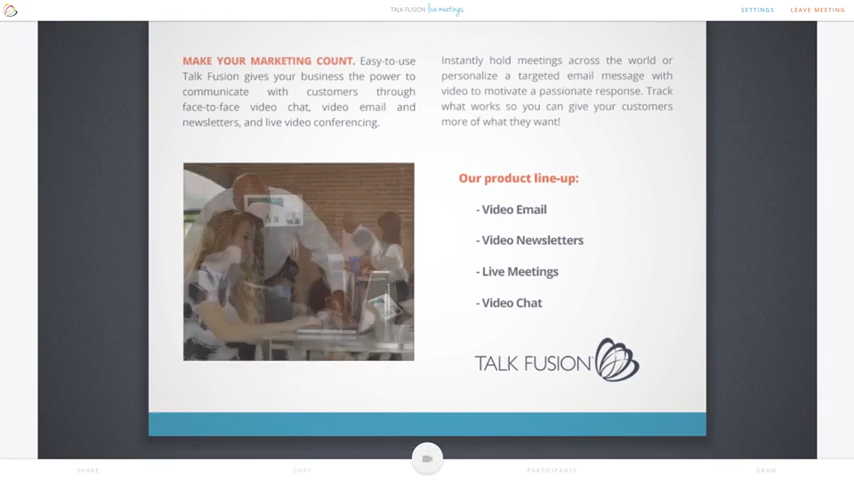 TALK FUSION live meetings
SETTINGS
LEAVE MEETING
MAKE YOUR MARKETING COUNT. Easy-to-use
Talk Fusion gives your business the power to
communicate with customers through
face-to-face video chat, video email and
newsletters, and live video conferencing.
Instantly hold meetings across the world or
personalize a targeted email message with
video to motivate a passionate response. Track
what works so you can give your customers
more of what they want!
Our product line-up:
- Video Email
- Video Newsletters
- Live Meetings
- Video Chat
TALK FUSION
SHARE
CHAT
PARTICIPANTS
DRAW